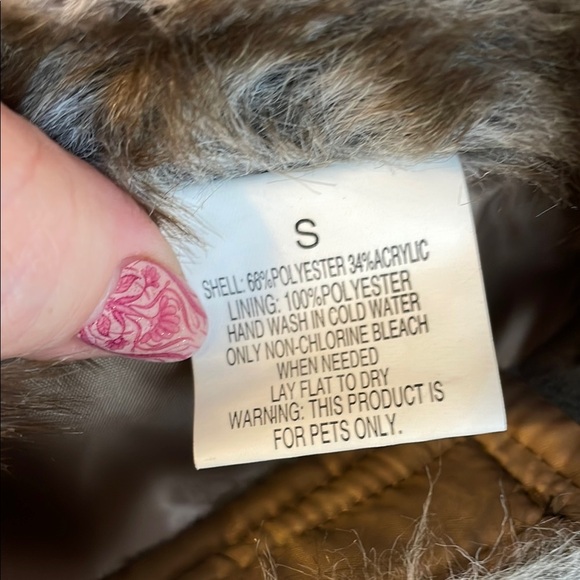 S
SHELL: 66%POLYESTER 34%ACRYLIC
LINING: 100%POLYESTER
HAND WASH IN COLD WATER
ONLY NON-CHLORINE BLEACH
WHEN NEEDED
LAY FLAT TO DRY
WARNING: THIS PRODUCT IS
FOR PETS ONLY.